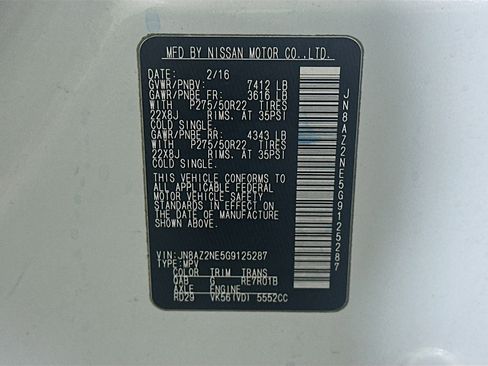 MFD BY NISSAN MOTOR CO.,LTD.
DATE: 2/16
GVWR/PNBV: 7412 LB
GAWR/PNBE FR: 3616 LB
WITH P275/50R22 TIRES
22X8J RIMS. AT 35PSI
COLD SINGLE.
GAWR/PNBE RR: 4343 LB
WITH P275/50R22 TIRES
22X8J RIMS. AT 35PSI
COLD SINGLE.
THIS VEHICLE CONFORMS TO
ALL APPLICABLE FEDERAL
MOTOR VEHICLE SAFETY
STANDARDS IN EFFECT ON
THE DATE OF MANUFACTURE
SHOWN ABOVE.
VIN: JN8AZ2NE5G9125287
TYPE: MPV
COLOR TRIM TRANS
QAB G RE7R01B
AXLE ENGINE
RD29 VK56(VD) 5552CC
JN8AZ2NE5G9125287